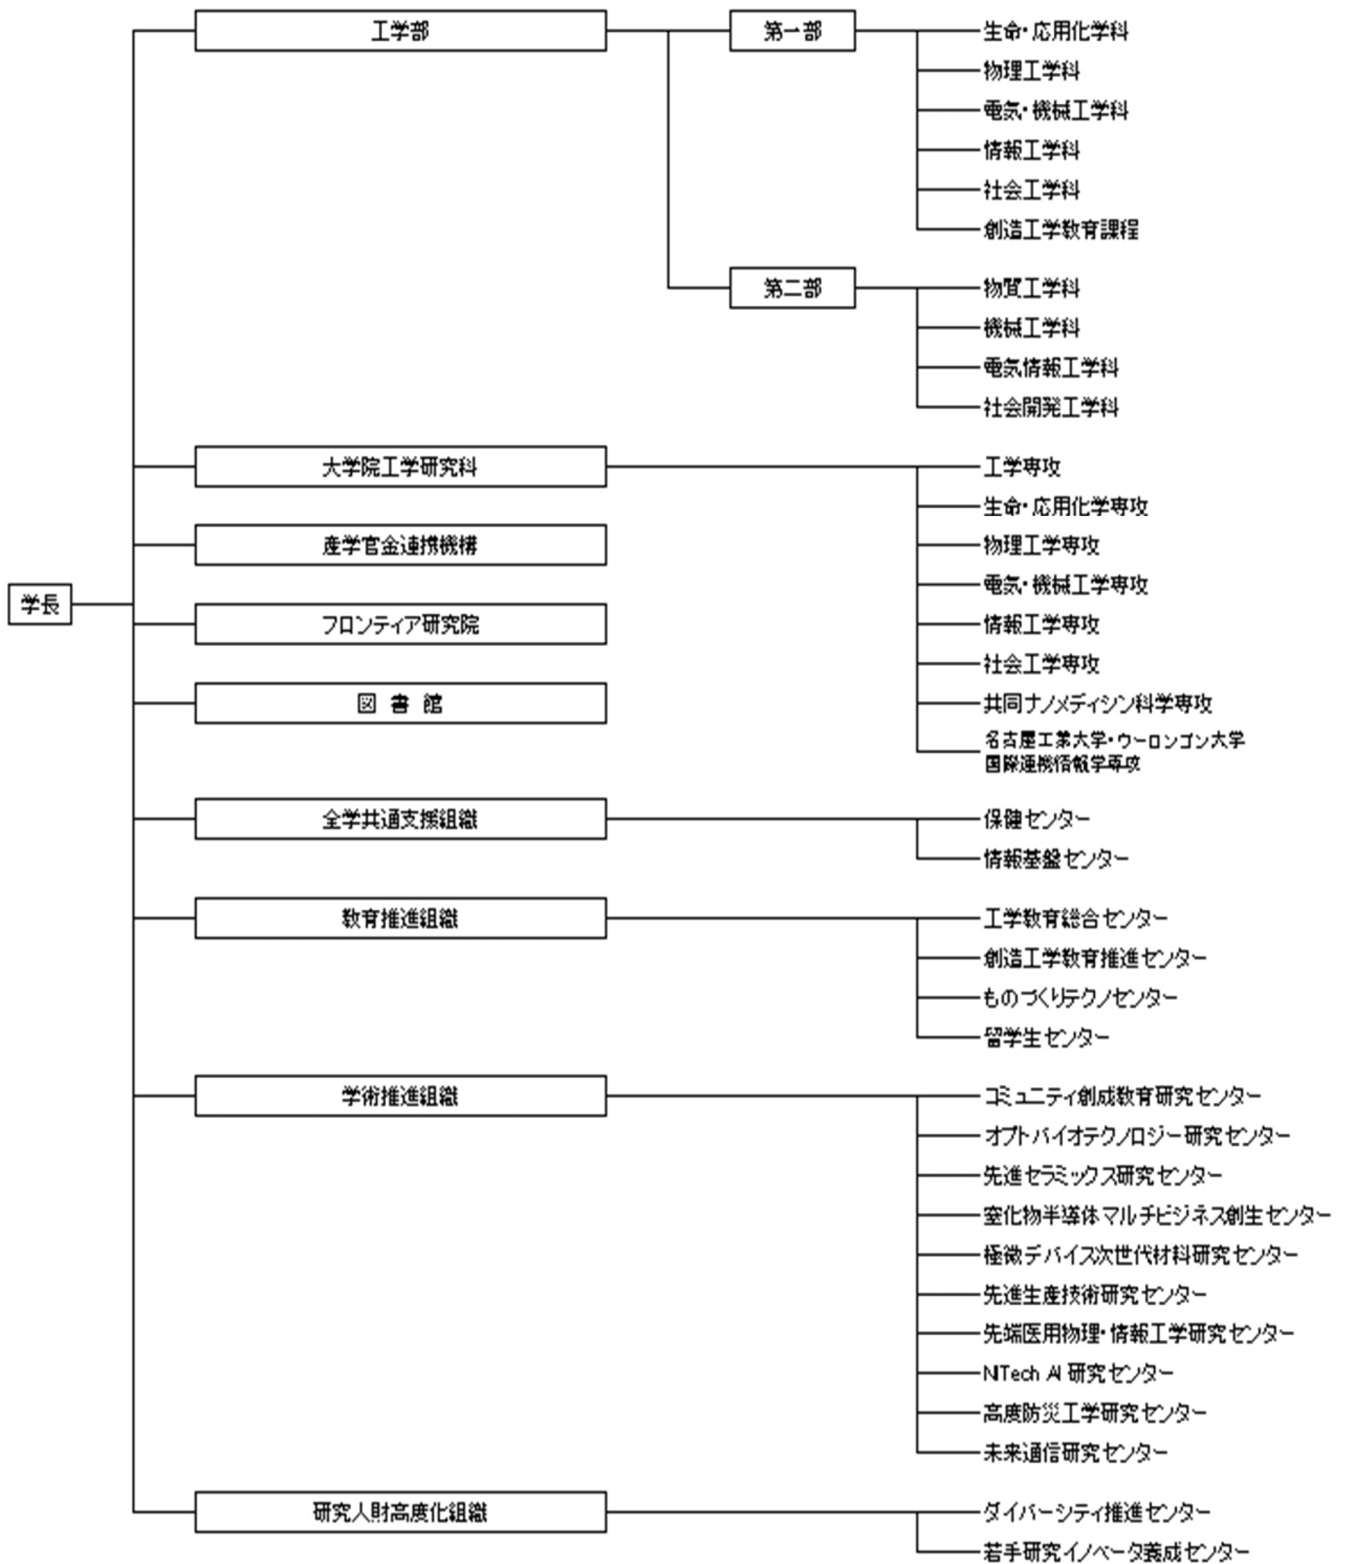 工学部
第一部
生命・応用化学科
物理工学科
電気・機械工学科
情報工学科
社会工学科
創造工学教育課程
第二部
物質工学科
機械工学科
電気情報工学科
社会開発工学科
大学院工学研究科
工学専攻
生命・応用化学専攻
産学官金連携機構
物理工学専攻
電気・機械工学専攻
学長
フロンティア研究院
情報工学専攻
社会工学専攻
図書館
共同ナノメディシン科学専攻
名古屋工業大学・ウーロンゴン大学
国際連携情報学専攻
全学共通支援組織
保健センター
情報基盤センター
教育推進組織
工学教育総合センター
創造工学教育推進センター
ものづくりテクノセンター
留学生センター
学術推進組織
コミュニティ創成教育研究センター
オプトバイオテクノロジー研究センター
先進セラミックス研究センター
窒化物半導体マルチビジネス創生センター
極微デバイス次世代材料研究センター
先進生産技術研究センター
先端医用物理・情報工学研究センター
NITech AI 研究センター
高度防災工学研究センター
未来通信研究センター
研究人財高度化組織
ダイバーシティ推進センター
若手研究イノベータ養成センター